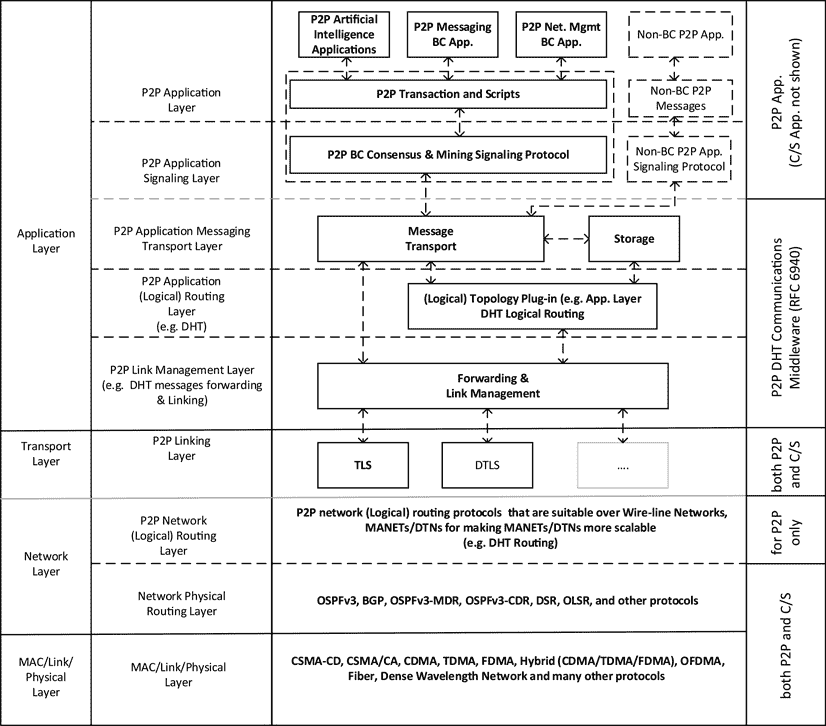 P2P Artificial
Intelligence
Applications
P2P Messaging
BC App.
P2P Net. Mgmt
BC App.
Non-BC P2P App.
P2P Application
Layer
P2P Transaction and Scripts
Non-BC P2P
Messages
P2P App.
(C/S App. not shown)
P2P Application
Signaling Layer
P2P BC Consensus & Mining Signaling Protocol
Non-BC P2P App.
Signaling Protocol
Application
Layer
P2P Application Messaging
Transport Layer
Message
Transport
Storage
P2P Application
(Logical) Routing
Layer
(e.g. DHT)
(Logical) Topology Plug-in (e.g. App. Layer
DHT Logical Routing
P2P DHT Communications
Middleware (RFC 6940)
P2P Link Management Layer
(e.g. DHT messages forwarding
& Linking)
Forwarding &
Link Management
Transport
Layer
P2P Linking
Layer
TLS
DTLS
....
both P2P
and C/S
Network
Layer
P2P Network
(Logical) Routing
Layer
P2P network (Logical) routing protocols that are suitable over Wire-line Networks,
MANETs/DTNs for making MANETs/DTNs more scalable
(e.g. DHT Routing)
for P2P
only
Network Physical
Routing Layer
OSPFv3, BGP, OSPFv3-MDR, OSPFv3-CDR, DSR, OLSR, and other protocols
both P2P and C/S
MAC/Link/
Physical
Layer
MAC/Link/Physical
Layer
CSMA-CD, CSMA/CA, CDMA, TDMA, FDMA, Hybrid (CDMA/TDMA/FDMA), OFDMA,
Fiber, Dense Wavelength Network and many other protocols